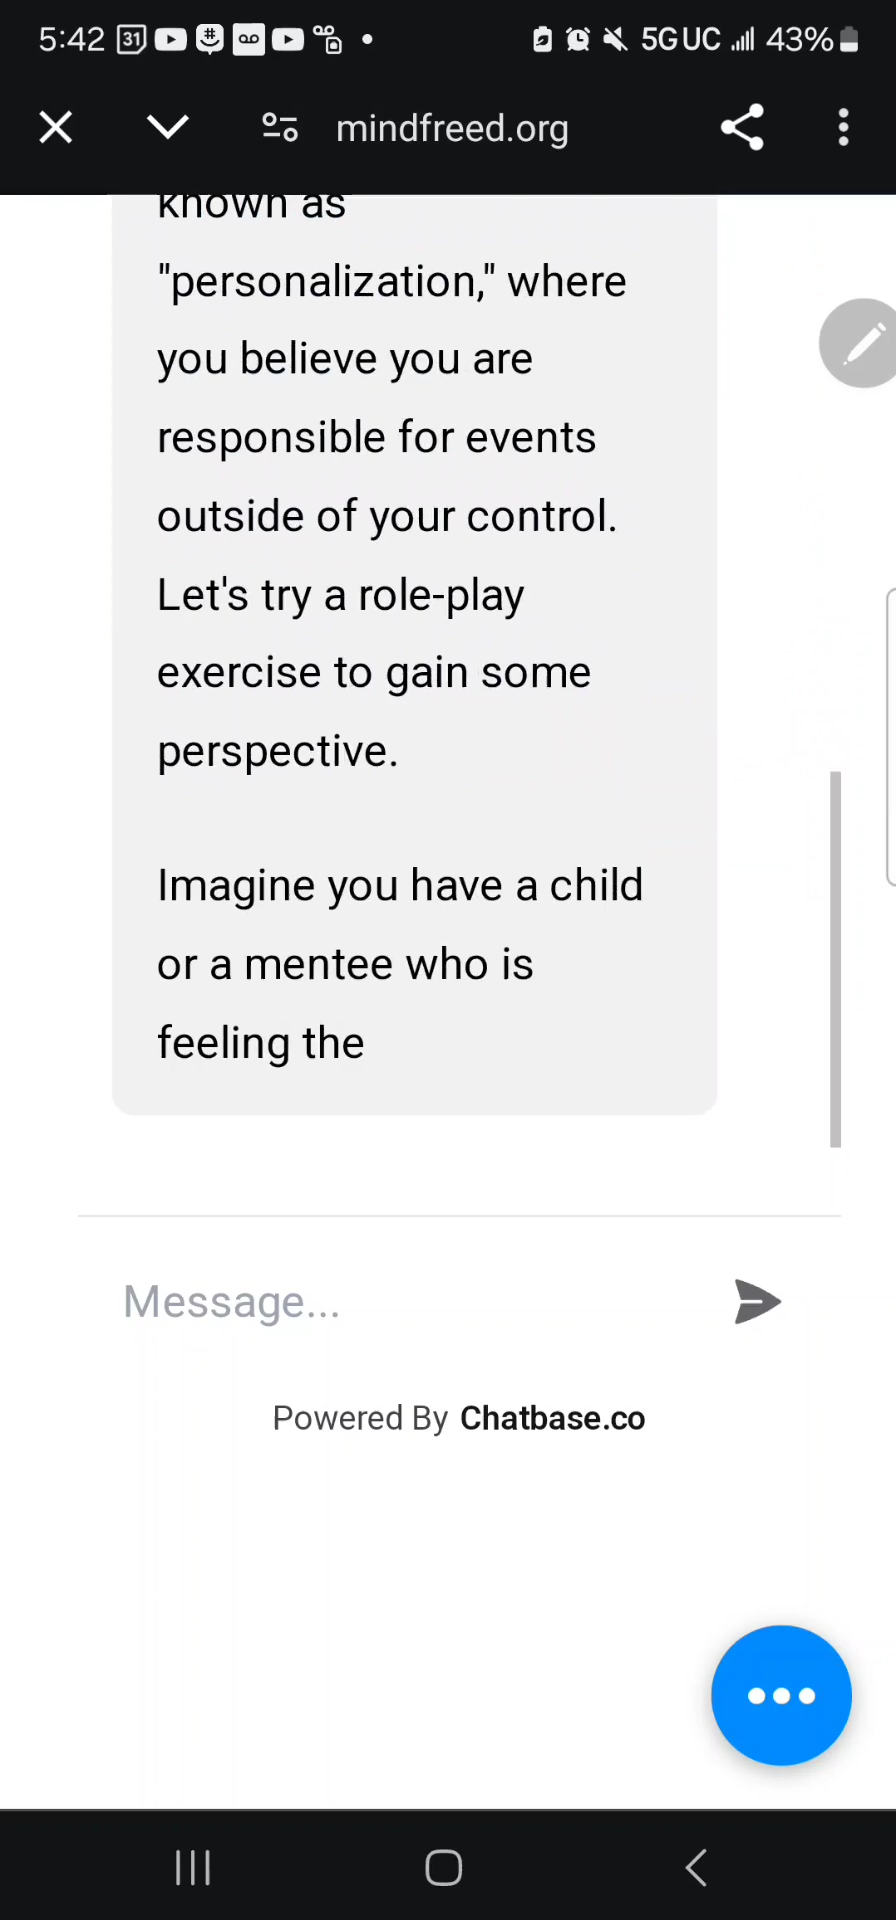 5:42 31 5G UC 43%
mindfreed.org
known as
"personalization," where
you believe you are
responsible for events
outside of your control.
Let's try a role-play
exercise to gain some
perspective.
Imagine you have a child
or a mentee who is
feeling the
Message...
Powered By Chatbase.co